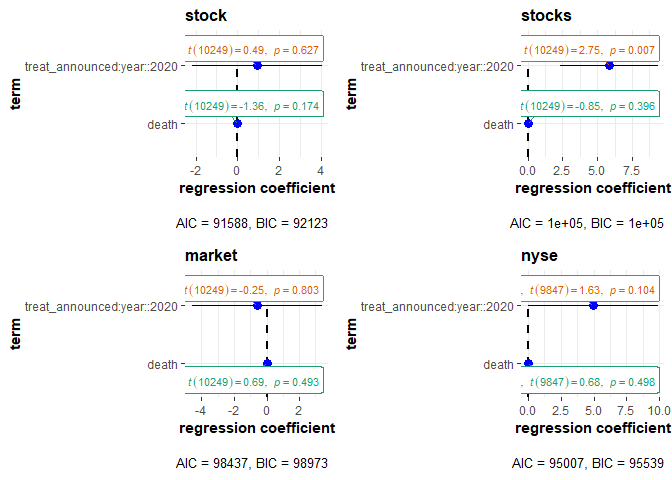 stock
t(10249)=0.49, p=0.627
treat_announced:year::2020
t(10249)=-1.36, p=0.174
death
term
-2 0 2 4
regression coefficient
AIC = 91588, BIC = 92123
stocks
t(10249)=2.75, p=0.007
treat_announced:year::2020
t(10249)=-0.85, p=0.396
death
term
0.0 2.5 5.0 7.5
regression coefficient
AIC = 1e+05, BIC = 1e+05
market
t(10249)=-0.25, p=0.803
treat_announced:year::2020
death
t(10249)=0.69, p=0.493
term
-4 -2 0 2
regression coefficient
AIC = 98437, BIC = 98973
nyse
, t(9847)=1.63, p=0.104
treat_announced:year::2020
death
, t(9847)=0.68, p=0.498
term
0.0 2.5 5.0 7.5 10.0
regression coefficient
AIC = 95007, BIC = 95539